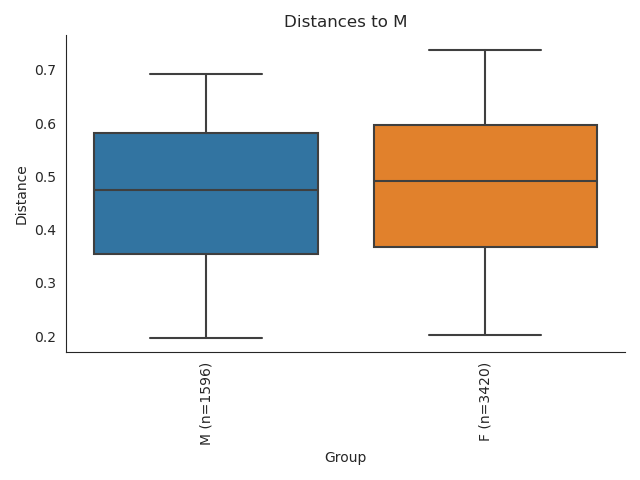 Distances to M
Distance
0.7
0.6
0.5
0.4
0.3
0.2
M (n=1596)
F (n=3420)
Group